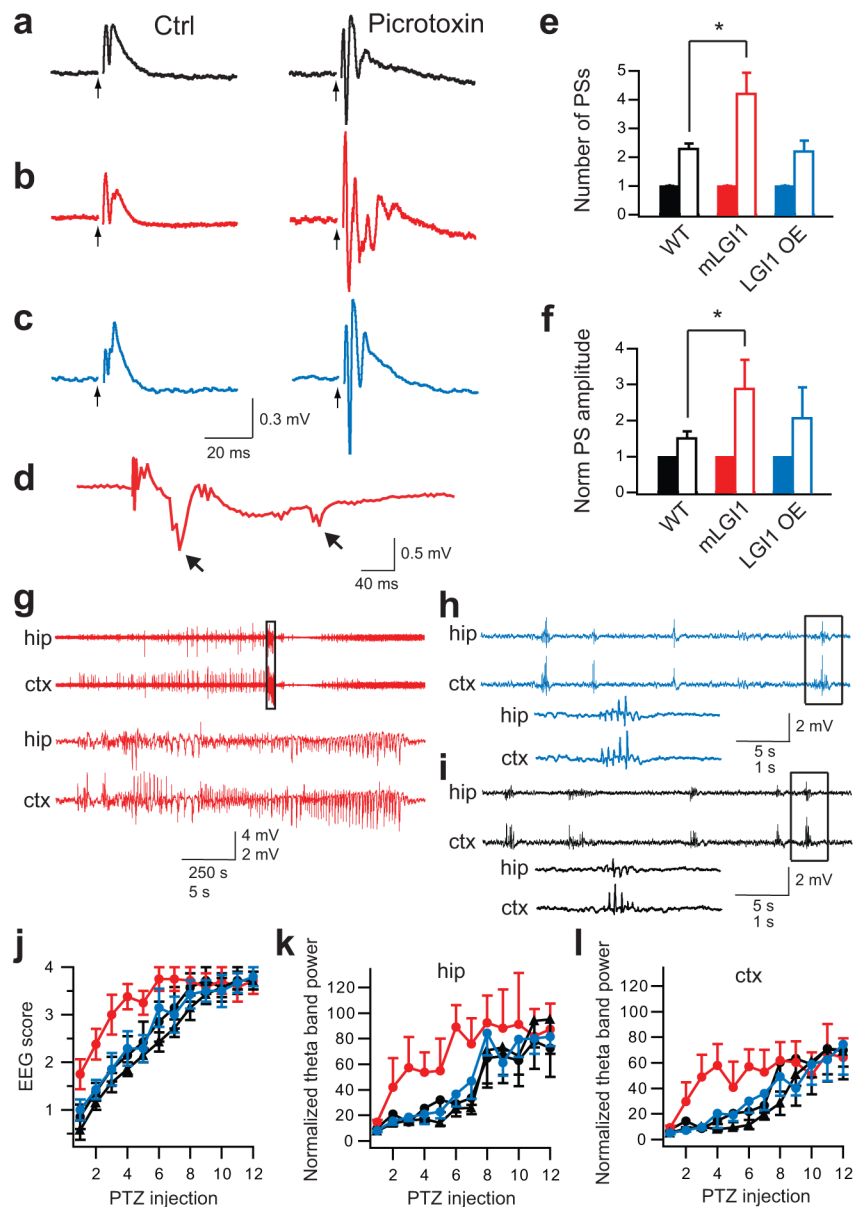 a
Ctrl
Picrotoxin
b
c
0.3 mV
20 ms
d
0.5 mV
40 ms
e
*
5
4
3
2
1
0
Number of PSs
WT
mLGI1
LGI1 OE
f
*
4
3
2
1
0
Norm PS amplitude
WT
mLGI1
LGI1 OE
g
hip
ctx
hip
ctx
4 mV
2 mV
250 s
5 s
h
hip
ctx
hip
ctx
2 mV
5 s
1 s
i
hip
ctx
hip
ctx
2 mV
5 s
1 s
j
4
3
2
1
EEG score
2 4 6 8 10 12
PTZ injection
k
hip
120
100
80
60
40
20
0
Normalized theta band power
2 4 6 8 10 12
PTZ injection
l
ctx
120
100
80
60
40
20
0
Normalized theta band power
2 4 6 8 10 12
PTZ injection